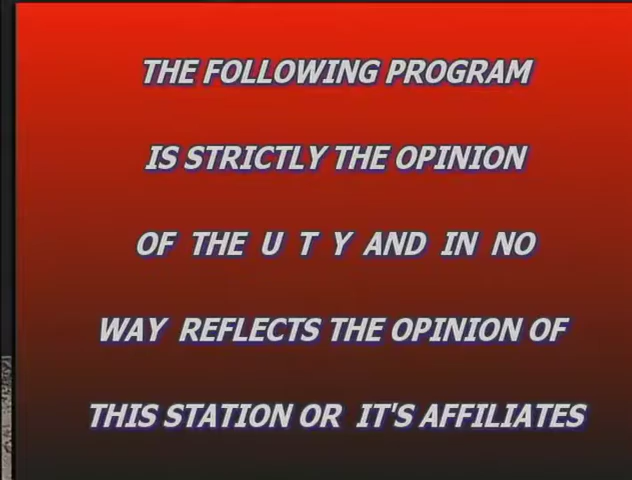 THE FOLLOWING PROGRAM
IS STRICTLY THE OPINION
OF THE U T Y AND IN NO
WAY REFLECTS THE OPINION OF
THIS STATION OR IT'S AFFILIATES